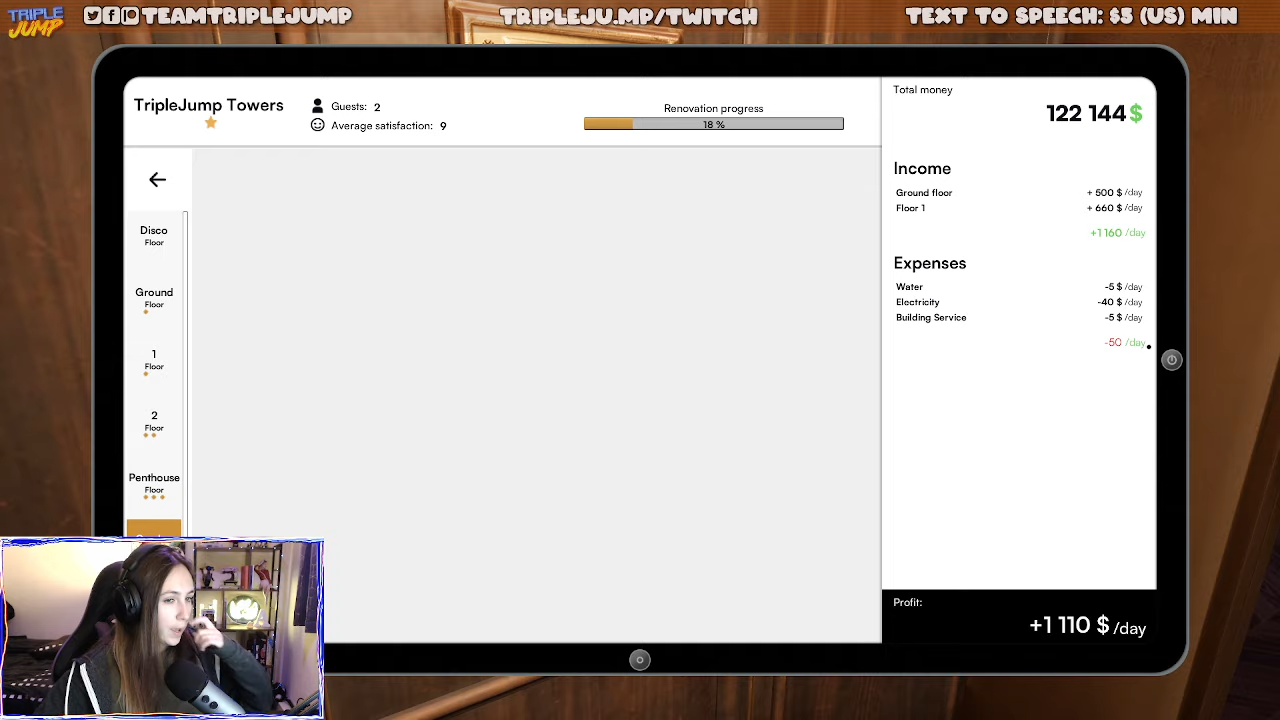 TRIPLE JUMP
TEAMTRIPLEJUMP
TRIPLEJU.MP/TWITCH
TEXT TO SPEECH: $5 (US) MIN
TripleJump Towers
Guests: 2
Average satisfaction: 9
Renovation progress
18 %
Total money
122 144 $
Income
Ground floor + 500 $ /day
Floor 1 + 660 $ /day
+1 160 /day
Expenses
Water -5 $ /day
Electricity -40 $ /day
Building Service -5 $ /day
-50 /day
Disco
Floor
Ground
Floor
1
Floor
2
Floor
Penthouse
Floor
Profit:
+1 110 $ /day